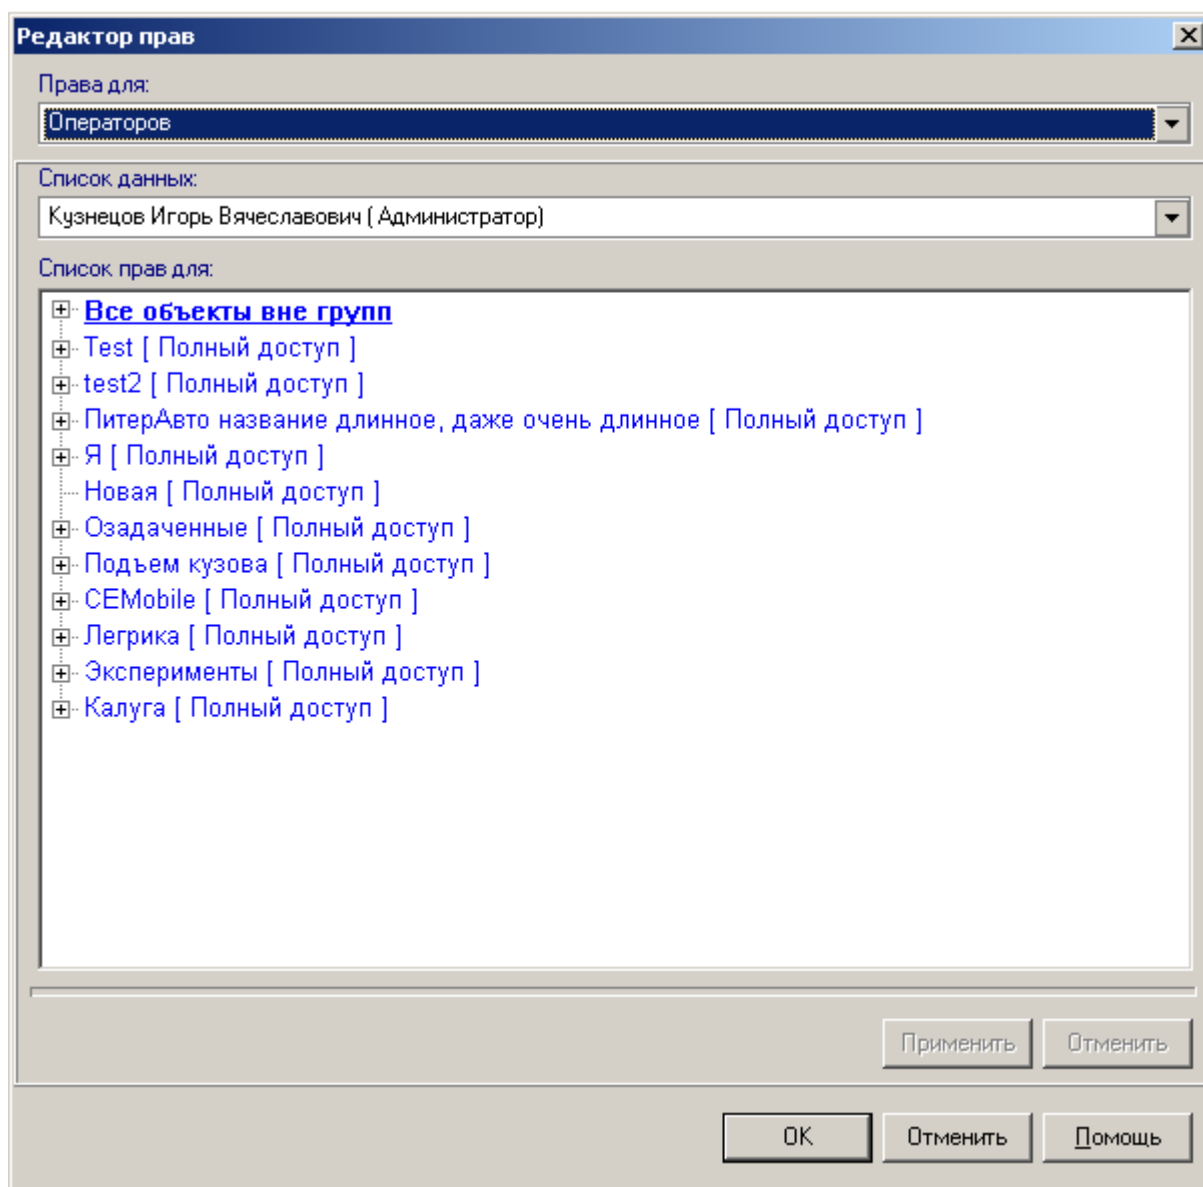 Редактор прав
Права для:
Операторов
Список данных:
Кузнецов Игорь Вячеславович ( Администратор)
Список прав для:
Все объекты вне групп
Test [ Полный доступ ]
test2 [ Полный доступ ]
ПитерАвто название длинное, даже очень длинное [ Полный доступ ]
Я [ Полный доступ ]
Новая [ Полный доступ ]
Озадаченные [ Полный доступ ]
Подъем кузова [ Полный доступ ]
CEMobile [ Полный доступ ]
Легрика [ Полный доступ ]
Эксперименты [ Полный доступ ]
Калуга [ Полный доступ ]
Применить Отменить
OK Отменить Помощь